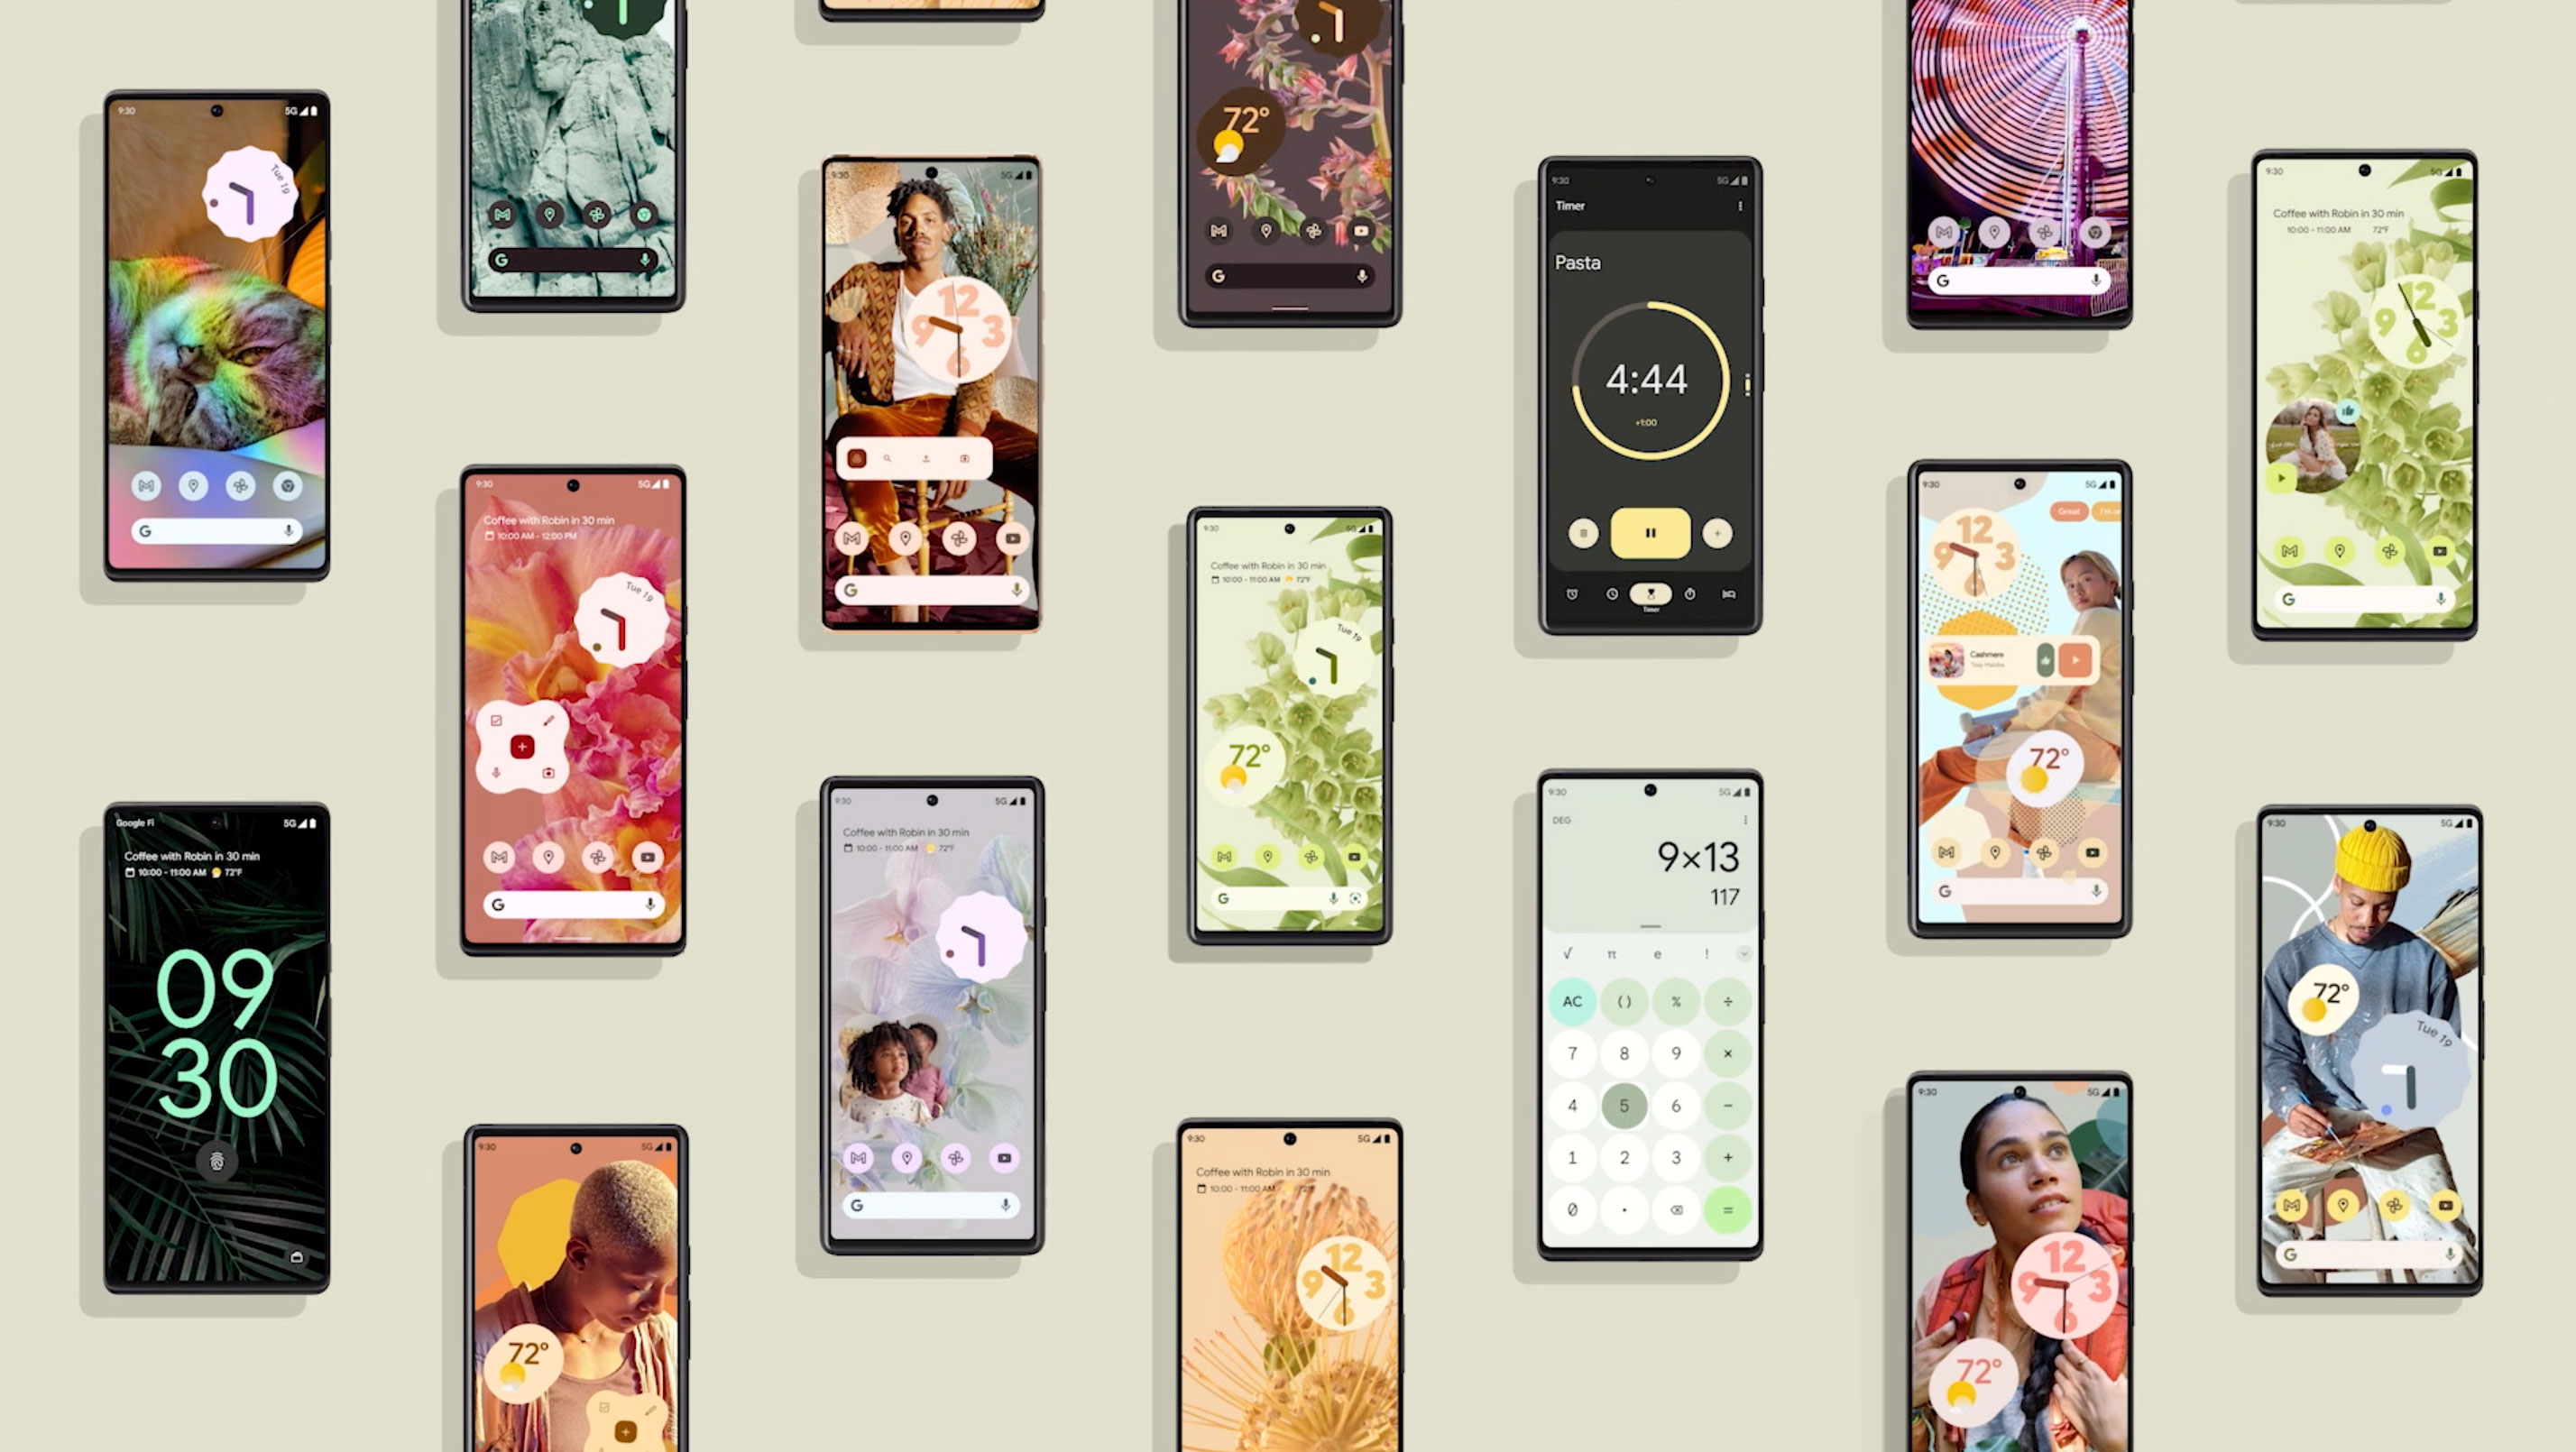 9:30
5G
Tue 19
Google Fi
5G
Coffee with Robin in 30 min
10:00 - 11:00 AM 72°F
09
30
9:30
5G
Coffee with Robin in 30 min
10:00 AM - 12:00 PM
Tue 19
9:30
5G
72°
9:30
5G
12
9 3
6
9:30
5G
Coffee with Robin in 30 min
10:00 - 11:00 AM 72°F
72°
9:30
5G
Coffee with Robin in 30 min
10:00 - 11:00 AM 72°F
Tue 19
72°
9:30
5G
Coffee with Robin in 30 min
10:00 - 11:00 AM
12
9 3
6
9:30
5G
Timer
Pasta
4:44
+1:00
Timer
9:30
5G
DEG
9×13
117
√ π e !
AC ( ) % ÷
7 8 9 ×
4 5 6 −
1 2 3 +
0 . =
9:30
5G
Great
12
9 3
6
Cashmere
72°
9:30
5G
12
9 3
6
72°
9:30
5G
Coffee with Robin in 30 min
10:00 - 11:00 AM 72°F
12
9 3
6
9:30
5G
72°
Tue 19